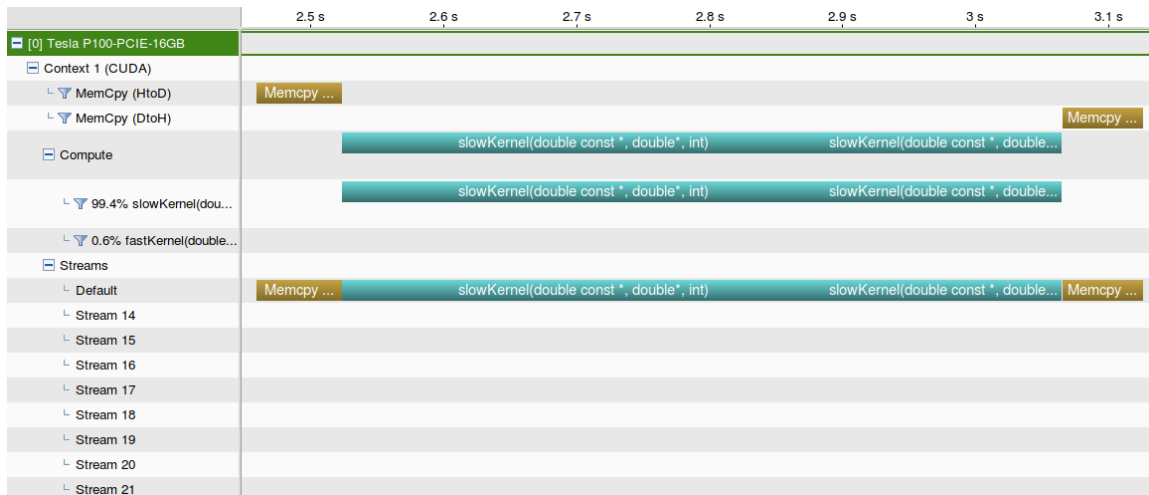 2.5 s 2.6 s 2.7 s 2.8 s 2.9 s 3 s 3.1 s
[0] Tesla P100-PCIE-16GB
Context 1 (CUDA)
MemCpy (HtoD) Memcpy ...
MemCpy (DtoH) Memcpy ...
Compute slowKernel(double const *, double*, int) slowKernel(double const *, double...
99.4% slowKernel(dou... slowKernel(double const *, double*, int) slowKernel(double const *, double...
0.6% fastKernel(double...
Streams
Default Memcpy ... slowKernel(double const *, double*, int) slowKernel(double const *, double... Memcpy ...
Stream 14
Stream 15
Stream 16
Stream 17
Stream 18
Stream 19
Stream 20
Stream 21